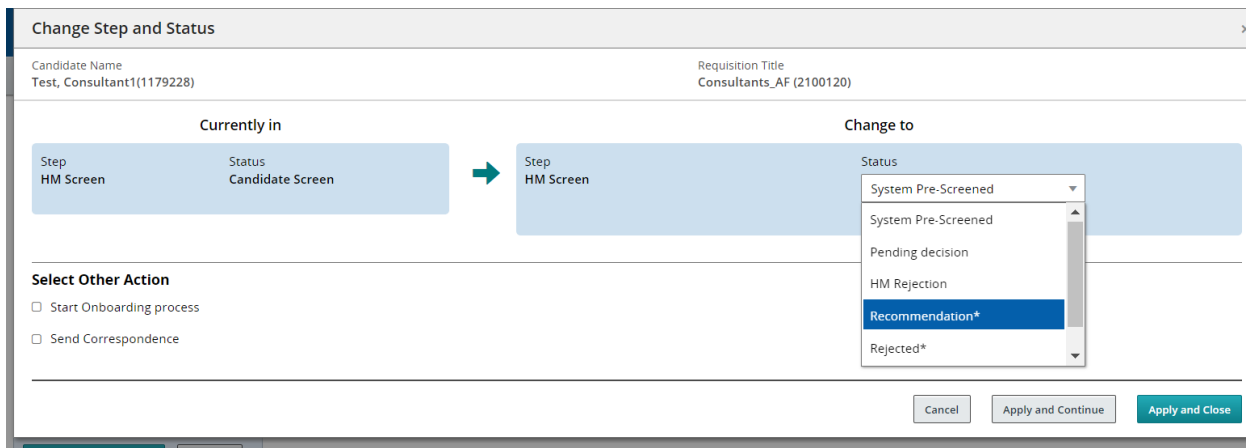 Change Step and Status
Candidate Name
Requisition Title
Test, Consultant1(1179228)
Consultants_AF (2100120)
Currently in
Change to
Step
Status
Step
Status
HM Screen
Candidate Screen
HM Screen
System Pre-Screened
System Pre-Screened
Pending decision
HM Rejection
Recommendation*
Rejected*
Select Other Action
Start Onboarding process
Send Correspondence
Cancel
Apply and Continue
Apply and Close